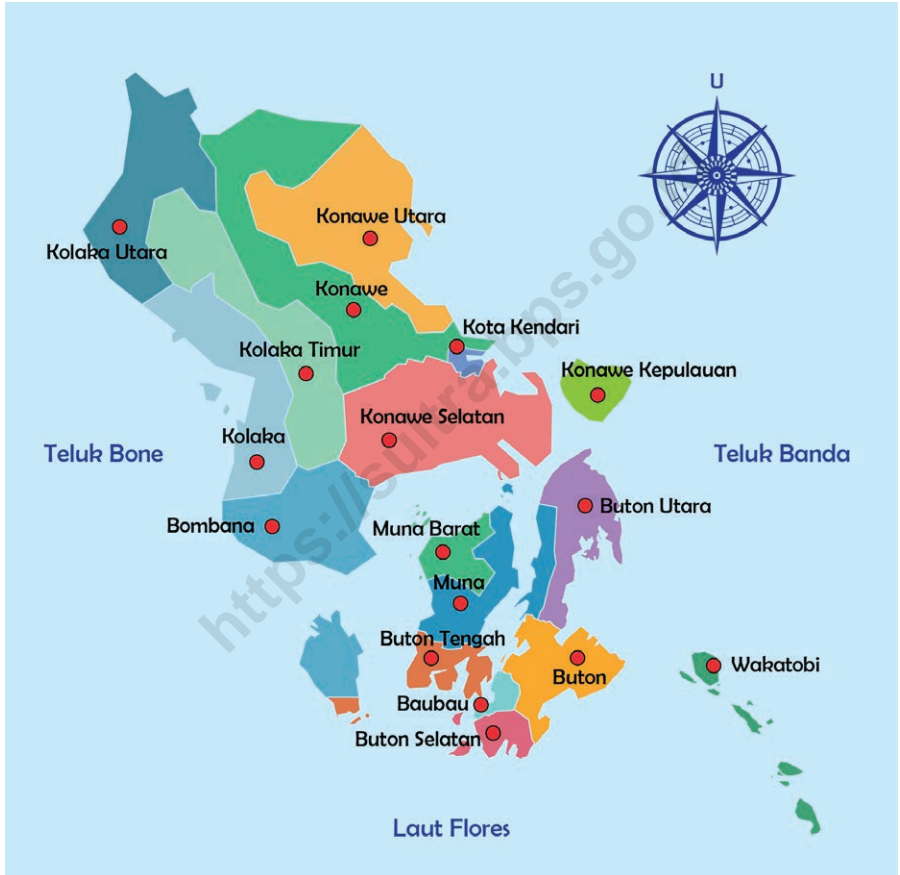 U
Konawe Utara
Kolaka Utara
Konawe
Kota Kendari
Kolaka Timur
Konawe Kepulauan
Konawe Selatan
Kolaka
Teluk Bone
Teluk Banda
Buton Utara
Bombana
Muna Barat
Muna
Buton Tengah
Wakatobi
Buton
Baubau
Buton Selatan
Laut Flores
https://sultra.bps.go.id